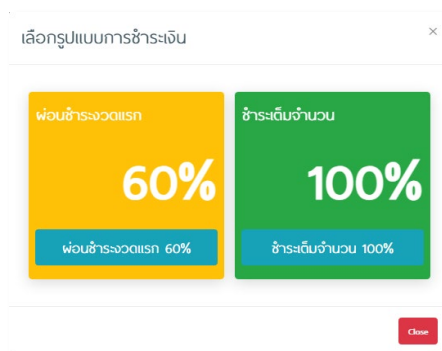 เลือกรูปแบบการชำระเงิน
×
ผ่อนชำระงวดแรก
60%
ผ่อนชำระงวดแรก 60%
ชำระเต็มจำนวน
100%
ชำระเต็มจำนวน 100%
Close